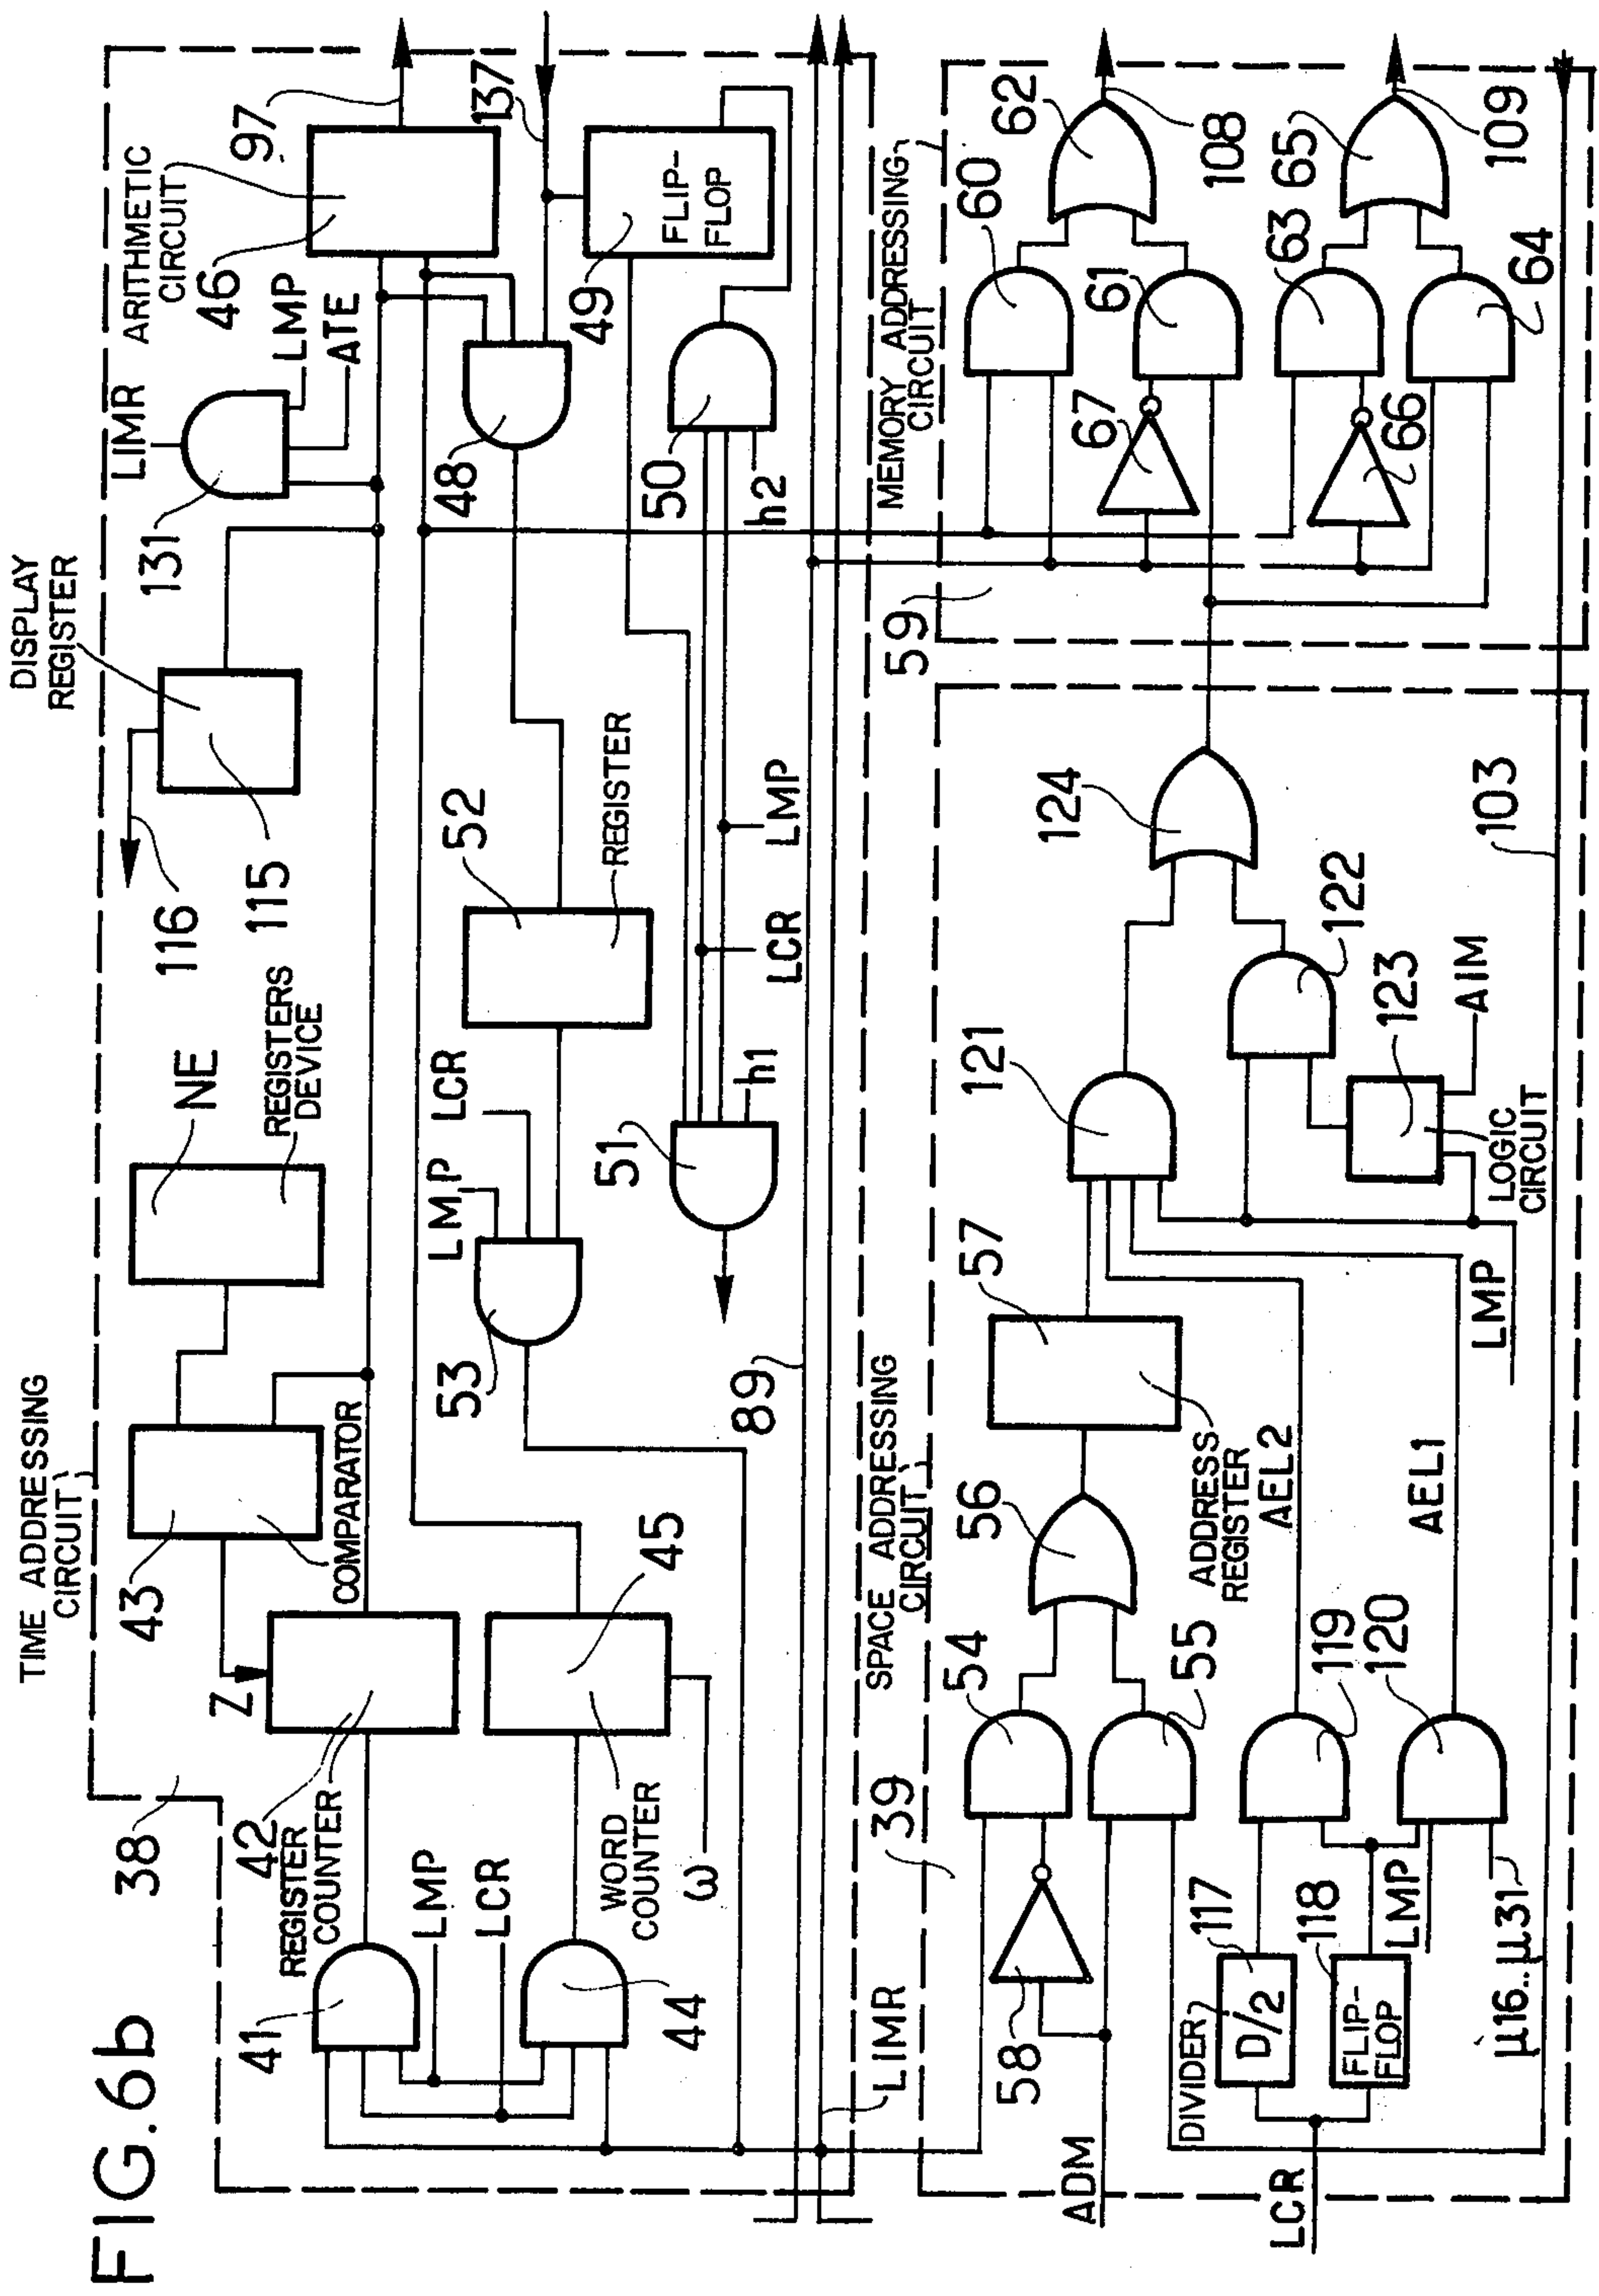 FIG.6b
TIME ADDRESSING
CIRCUIT
38
DISPLAY
REGISTER
ARITHMETIC
CIRCUIT
97
46
LIMR
LMP
ATE
131
116
115
NE
REGISTERS
DEVICE
43
COMPARATOR
Z
42
REGISTER
COUNTER
41
LMP
LCR
44
WORD
COUNTER
ω
45
LMP
LCR
53
52
REGISTER
48
137
49
FLIP-
FLOP
50
h2
51
h1
LCR
LMP
89
LIMR
SPACE ADDRESSING
CIRCUIT
39
54
55
56
57
ADDRESS
REGISTER
58
ADM
LCR
DIVIDER
117
D/2
118
FLIP-
FLOP
LMP
μ16..μ31
119
120
AEL2
AEL1
121
122
123
LOGIC
CIRCUIT
AIM
LMP
124
103
MEMORY ADDRESSING
CIRCUIT
59
60
61
62
63
64
65
66
67
108
109